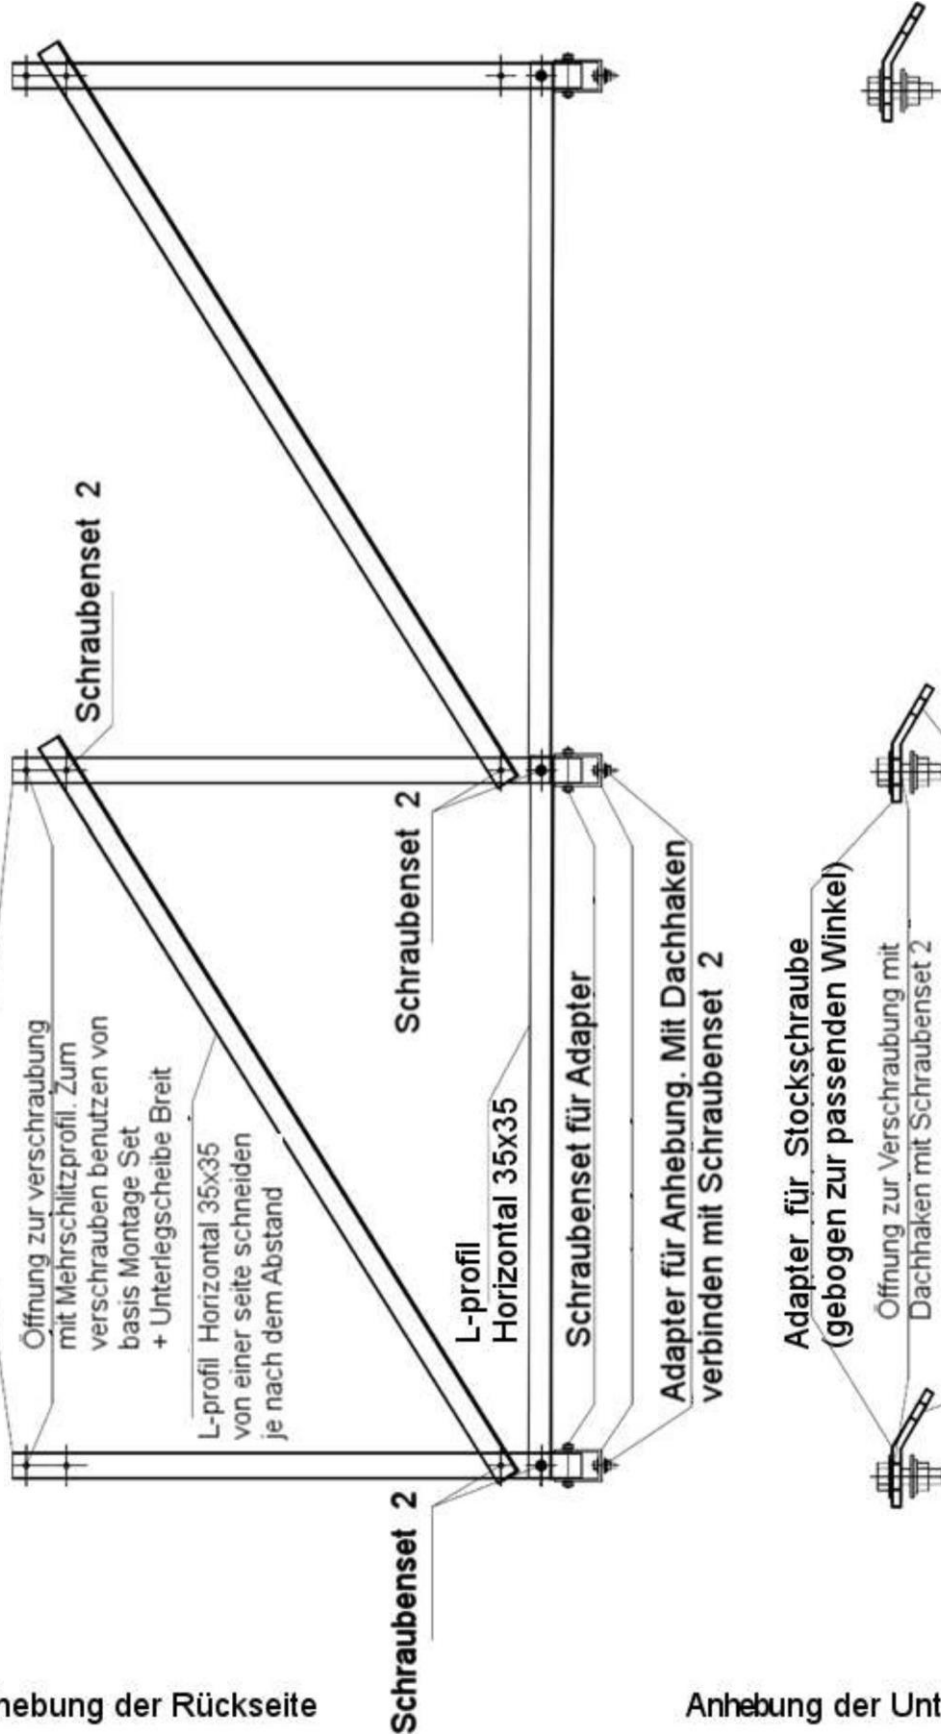 Schraubenset 2
Öffnung zur verschraubung
mit Mehrschlitzprofil. Zum
verschrauben benutzen von
basis Montage Set
+ Unterlegscheibe Breit
L-profil Horizontal 35x35
von einer seite schneiden
je nach dem Abstand
Schraubenset 2
Schraubenset 2
L-profil
Horizontal 35x35
Schraubenset für Adapter
Adapter für Anhebung. Mit Dachhaken
verbinden mit Schraubenset 2
Adapter für Stockschraube
(gebogen zur passenden Winkel)
Öffnung zur Verschraubung mit
Dachhaken mit Schraubenset 2
hebung der Rückseite
Anhebung der Unt